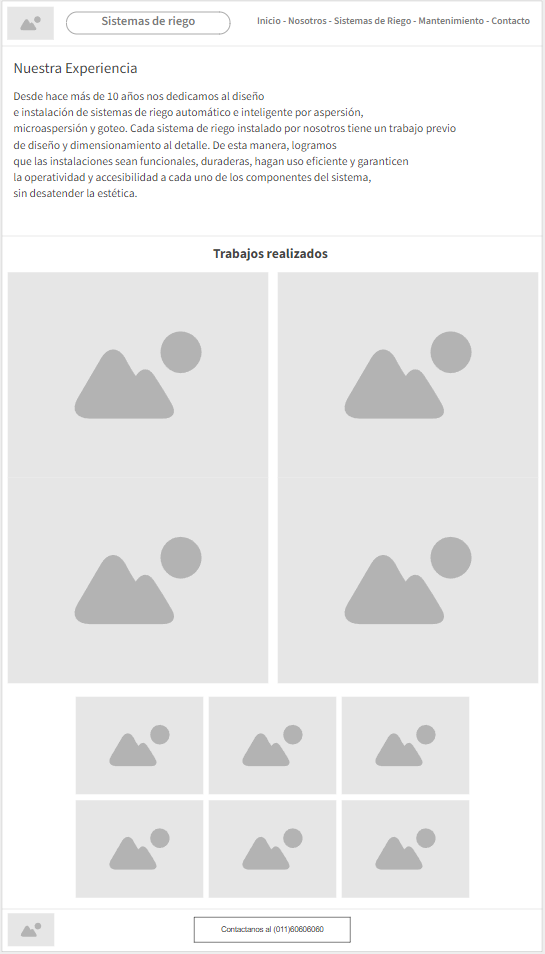 Sistemas de riego
Inicio - Nosotros - Sistemas de Riego - Mantenimiento - Contacto
Nuestra Experiencia
Desde hace más de 10 años nos dedicamos al diseño
e instalación de sistemas de riego automático e inteligente por aspersión,
microaspersión y goteo. Cada sistema de riego instalado por nosotros tiene un trabajo previo
de diseño y dimensionamiento al detalle. De esta manera, logramos
que las instalaciones sean funcionales, duraderas, hagan uso eficiente y garanticen
la operatividad y accesibilidad a cada uno de los componentes del sistema,
sin desatender la estética.
Trabajos realizados
Contactanos al (011)60606060